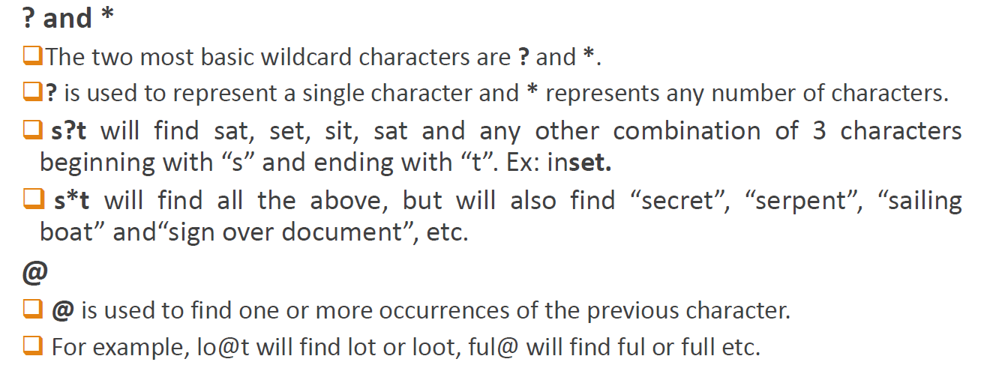 ? and *
❑The two most basic wildcard characters are ? and *.
❑? is used to represent a single character and * represents any number of characters.
❑ s?t will find sat, set, sit, sat and any other combination of 3 characters
beginning with “s” and ending with “t”. Ex: inset.
❑ s*t will find all the above, but will also find “secret”, “serpent”, “sailing
boat” and“sign over document”, etc.
@
❑ @ is used to find one or more occurrences of the previous character.
❑ For example, lo@t will find lot or loot, ful@ will find ful or full etc.